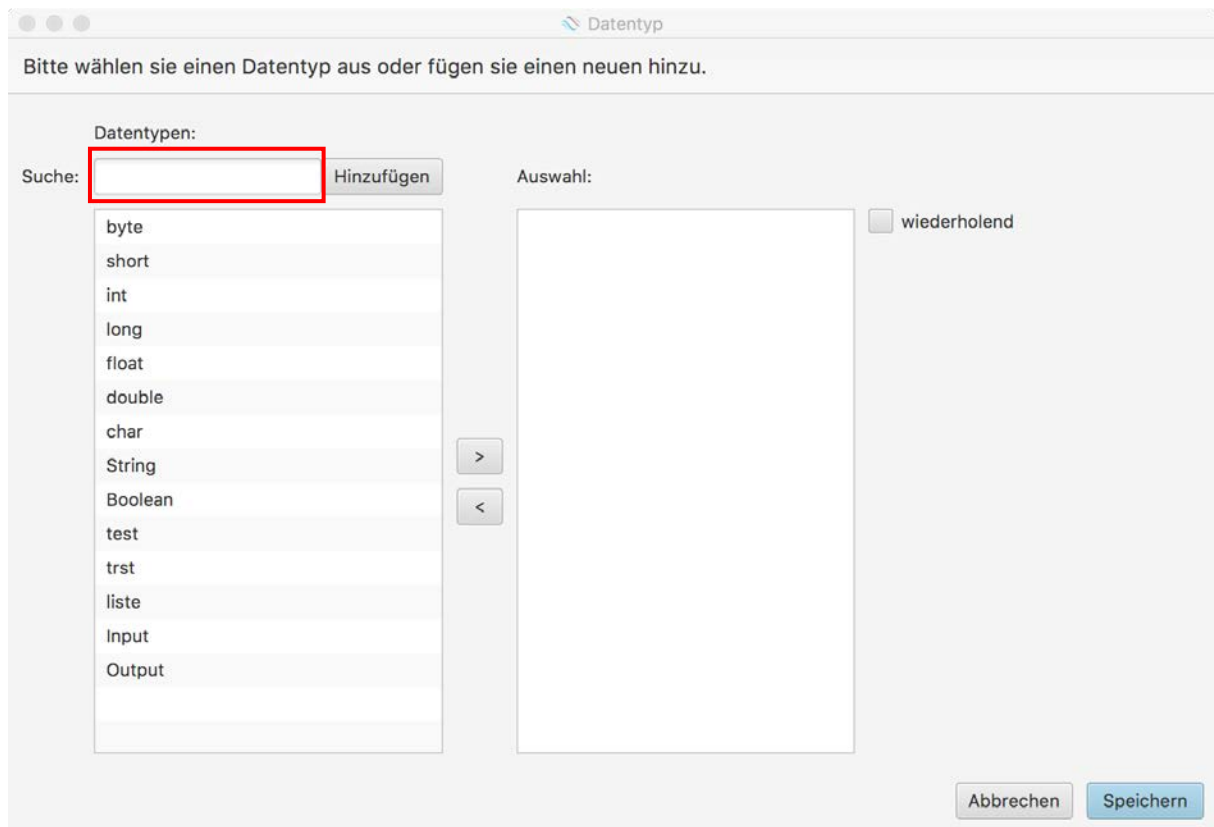 Datentyp
Bitte wählen sie einen Datentyp aus oder fügen sie einen neuen hinzu.
Datentypen:
Suche:
Hinzufügen
Auswahl:
byte
short
int
long
float
double
char
String
Boolean
test
trst
liste
Input
Output
>
<
wiederholend
Abbrechen
Speichern